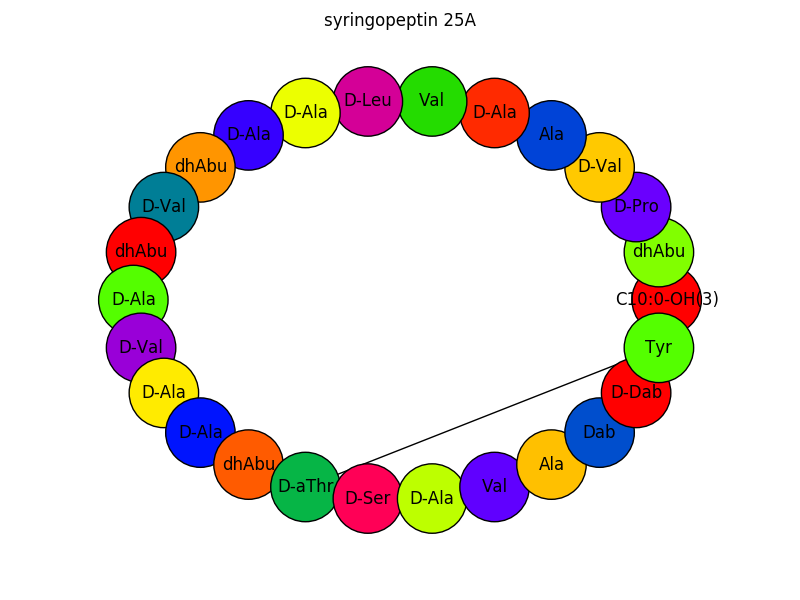 syringopeptin 25A
C10:0-OH(3)
dhAbu
D-Pro
D-Val
Ala
D-Ala
Val
D-Leu
D-Ala
D-Ala
dhAbu
D-Val
dhAbu
D-Ala
D-Val
D-Ala
D-Ala
dhAbu
D-aThr
D-Ser
D-Ala
Val
Ala
Dab
D-Dab
Tyr